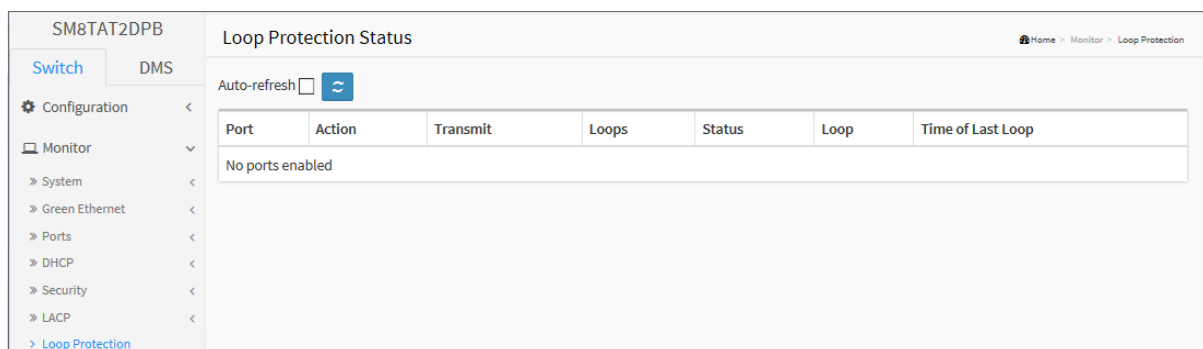 SM8TAT2DPB
Switch DMS
Configuration
Monitor
System
Green Ethernet
Ports
DHCP
Security
LACP
Loop Protection
Loop Protection Status
Home > Monitor > Loop Protection
Auto-refresh
Port Action Transmit Loops Status Loop Time of Last Loop
No ports enabled